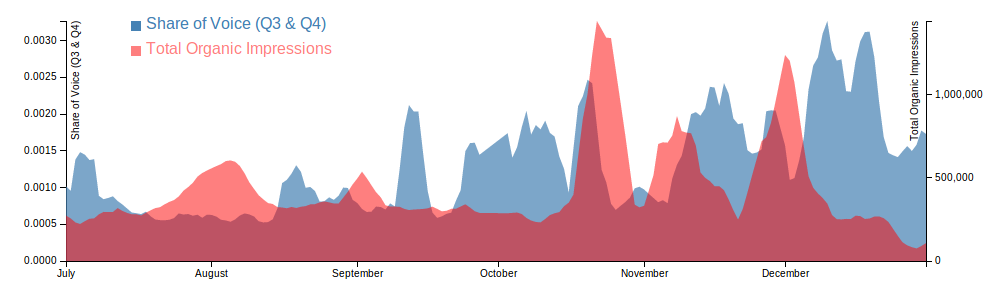 Share of Voice (Q3 & Q4)
Total Organic Impressions
Share of Voice (Q3 & Q4)
0.0030
0.0025
0.0020
0.0015
0.0010
0.0005
0.0000
Total Organic Impressions
1,000,000
500,000
0
July August September October November December